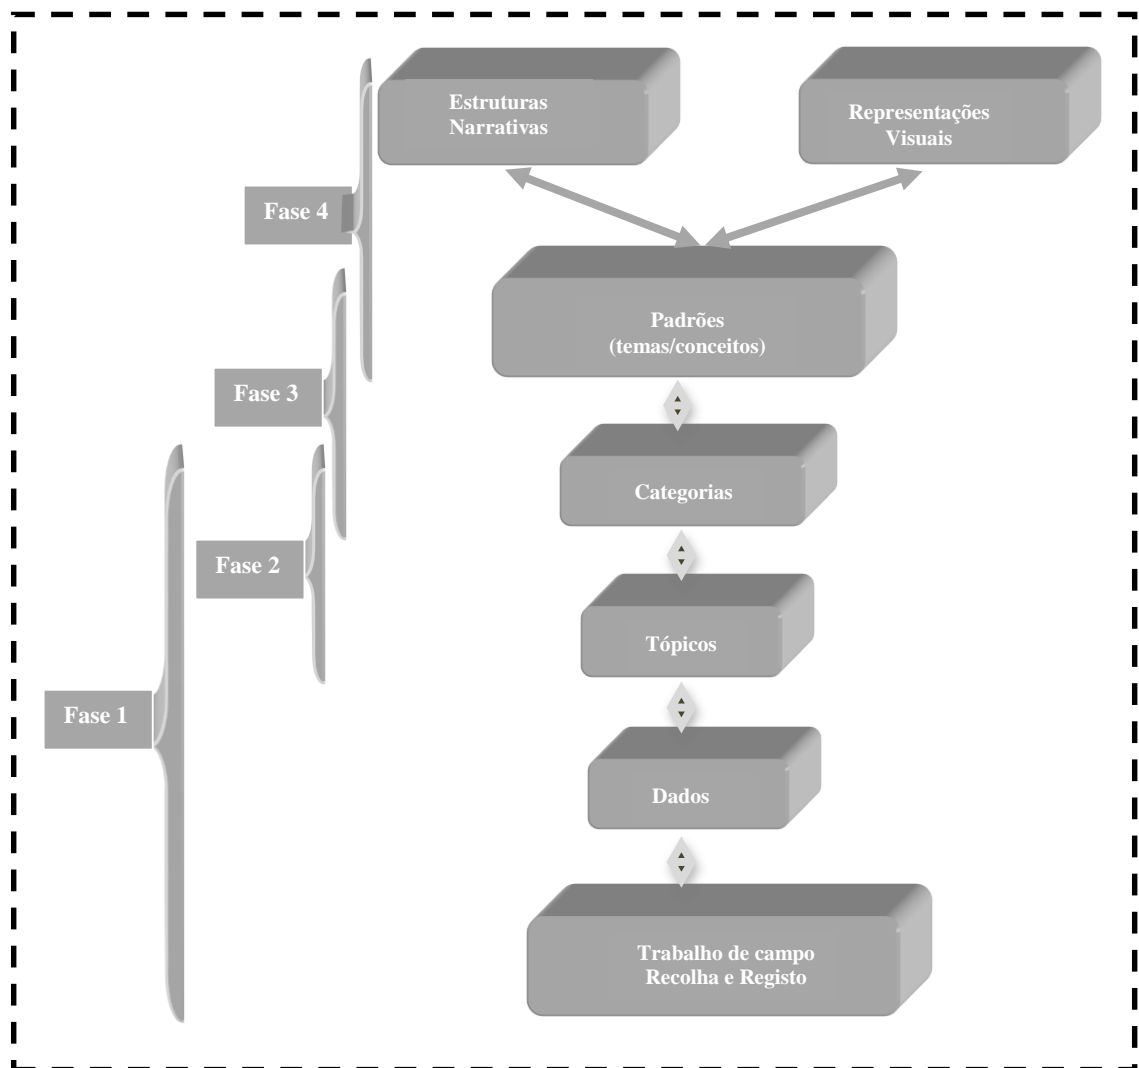 Estruturas
Narrativas
Representações
Visuais
Fase 4
Padrões
(temas/conceitos)
Fase 3
Categorias
Fase 2
Tópicos
Fase 1
Dados
Trabalho de campo
Recolha e Registo